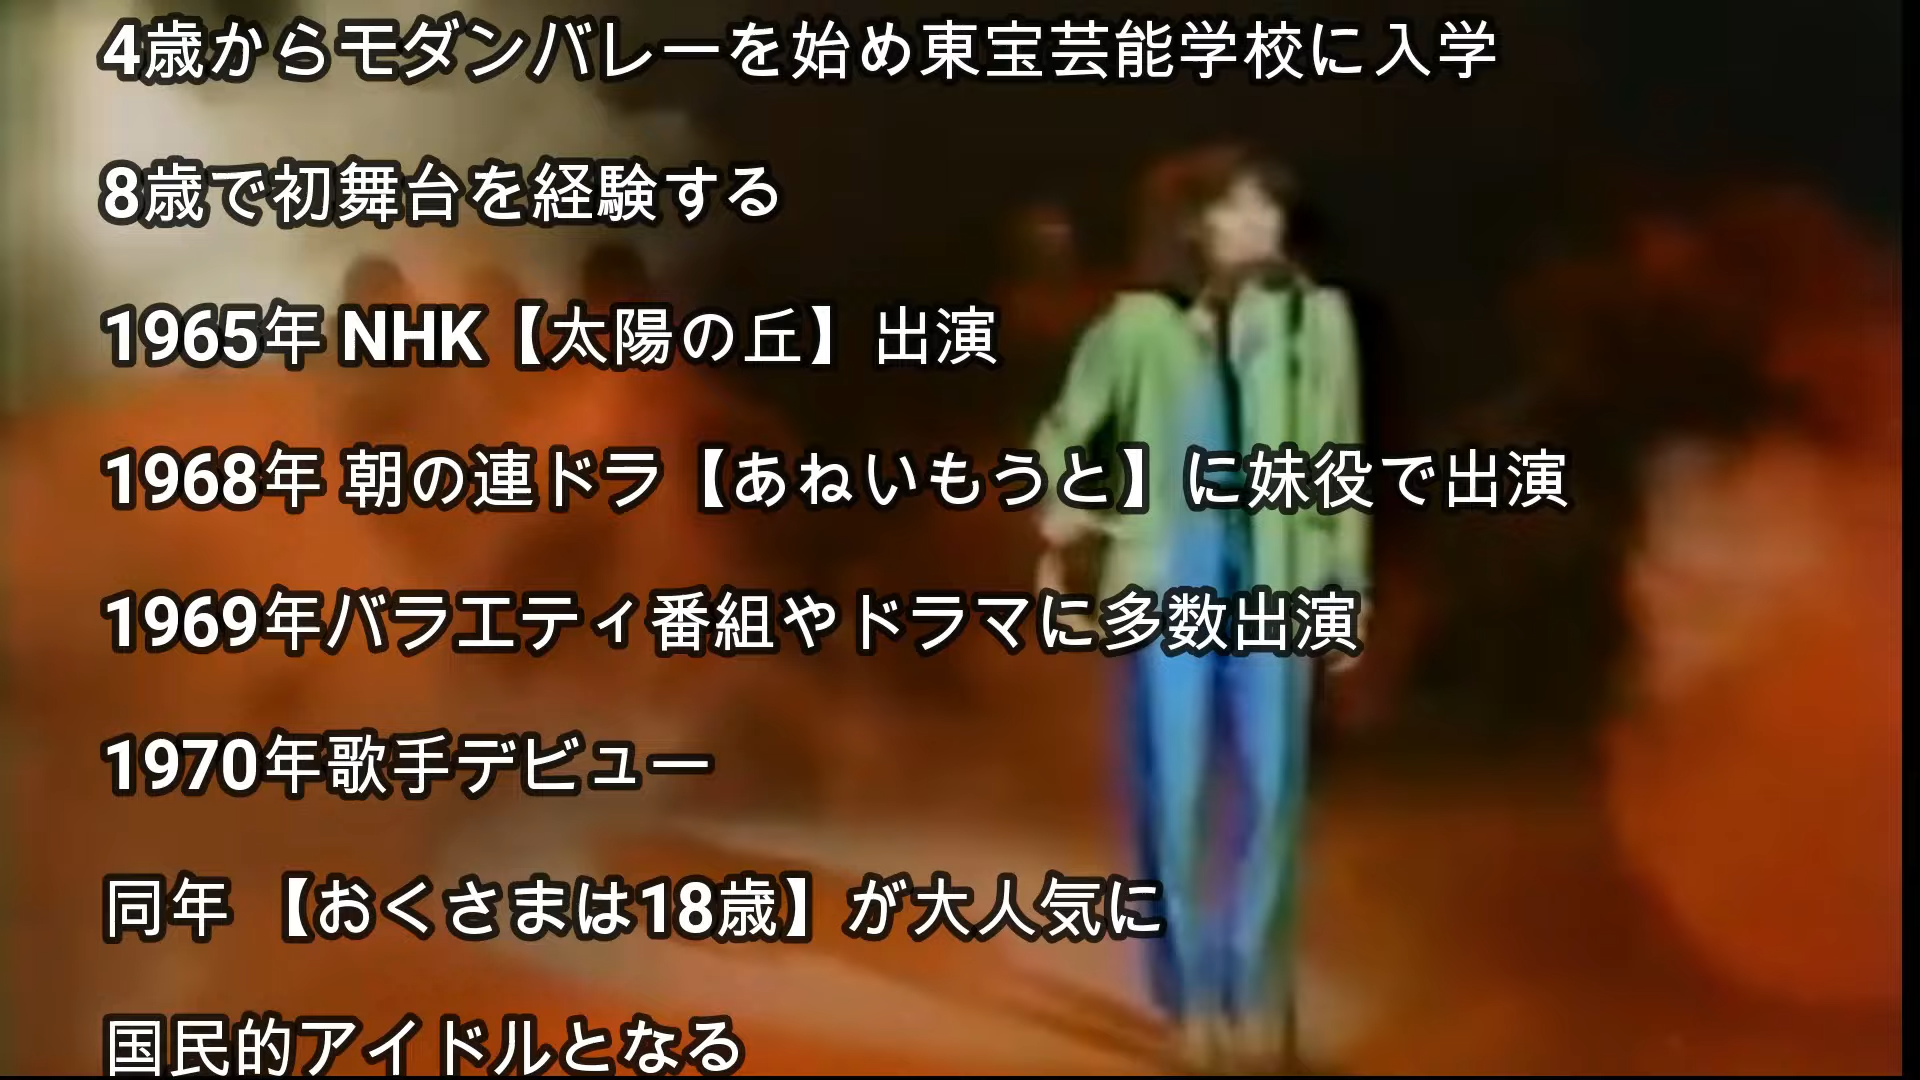 4歳からモダンバレーを始め東宝芸能学校に入学
8歳で初舞台を経験する
1965年 NHK【太陽の丘】出演
1968年 朝の連ドラ【あねいもうと】に妹役で出演
1969年バラエティ番組やドラマに多数出演
1970年歌手デビュー
同年 【おくさまは18歳】が大人気に
国民的アイドルとなる